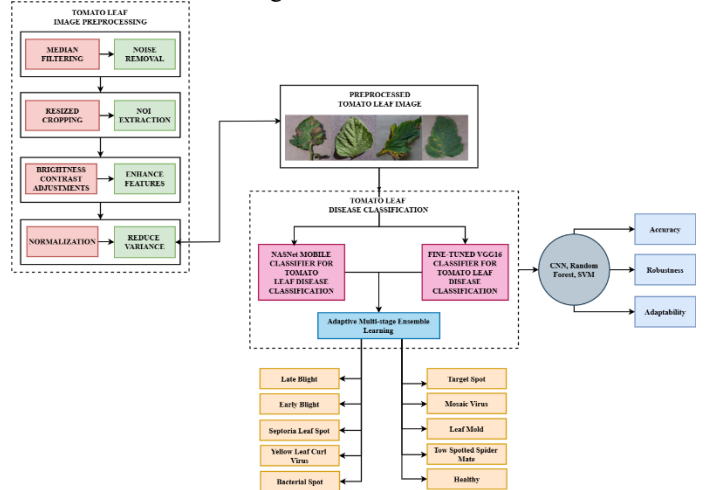 TOMATO LEAF
IMAGE PREPROCESSING
MEDIAN
FILTERING
NOISE
REMOVAL
RESIZED
CROPPING
NOI
EXTRACTION
BRIGHTNESS
CONTRAST
ADJUSTMENTS
ENHANCE
FEATURES
NORMALIZATION
REDUCE
VARIANCE
PREPROCESSED
TOMATO LEAF IMAGE
TOMATO LEAF
DISEASE CLASSIFICATION
NASNet MOBILE
CLASSIFIER FOR
TOMATO
LEAF DISEASE
CLASSIFICATION
FINE-TUNED VGG16
CLASSIFIER FOR
TOMATO LEAF
DISEASE
CLASSIFICATION
Adaptive Multi-stage Ensemble
Learning
CNN, Random
Forest, SVM
Accuracy
Robustness
Adaptability
Late Blight
Early Blight
Septoria Leaf Spot
Yellow Leaf Curl
Virus
Bacterial Spot
Target Spot
Mosaic Virus
Leaf Mold
Tow Spotted Spider
Mate
Healthy